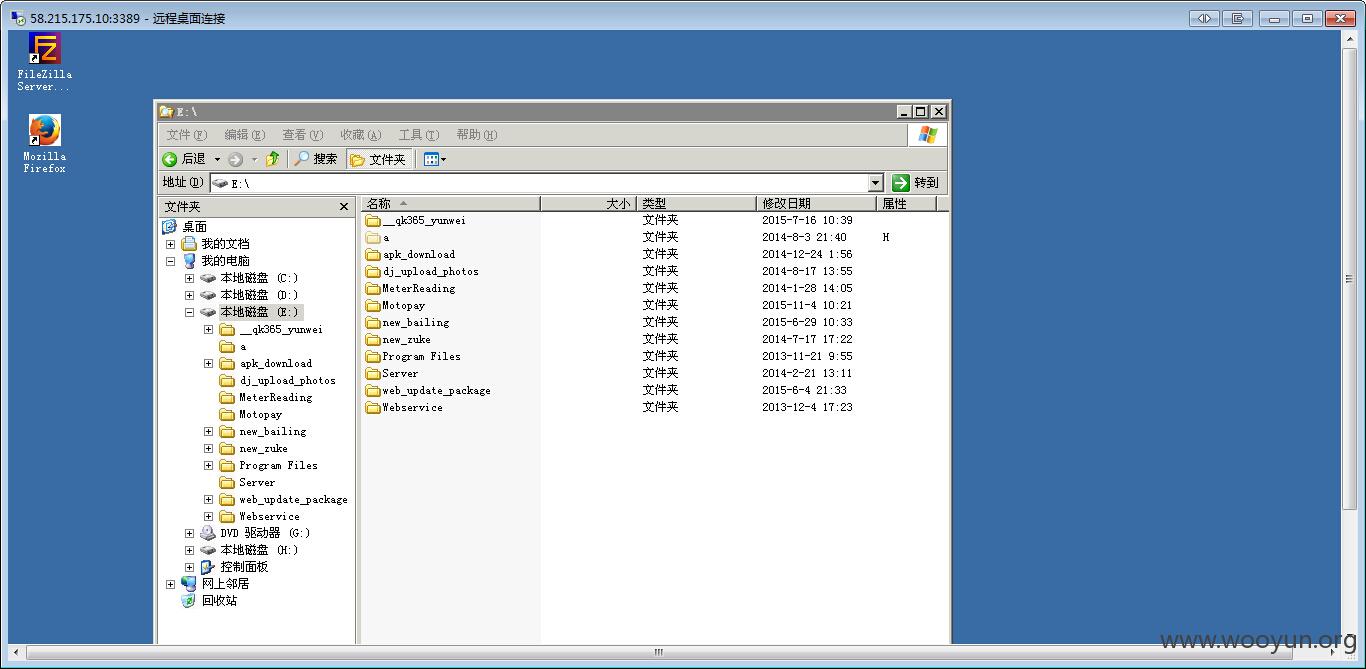 58.215.175.10:3389 - 远程桌面连接
FileZilla
Server...
Mozilla
Firefox
E:\
文件(F) 编辑(E) 查看(V) 收藏(A) 工具(T) 帮助(H)
后退 搜索 文件夹
地址(D) E:\ 转到
文件夹
桌面
我的文档
我的电脑
本地磁盘 (C:)
本地磁盘 (D:)
本地磁盘 (E:)
__qk365_yunwei
a
apk_download
dj_upload_photos
MeterReading
Motopay
new_bailing
new_zuke
Program Files
Server
web_update_package
Webservice
DVD 驱动器 (G:)
本地磁盘 (H:)
控制面板
网上邻居
回收站
名称 大小 类型 修改日期 属性
__qk365_yunwei 文件夹 2015-7-16 10:39
a 文件夹 2014-8-3 21:40 H
apk_download 文件夹 2014-12-24 1:56
dj_upload_photos 文件夹 2014-8-17 13:55
MeterReading 文件夹 2014-1-28 14:05
Motopay 文件夹 2015-11-4 10:21
new_bailing 文件夹 2015-6-29 10:33
new_zuke 文件夹 2014-7-17 17:22
Program Files 文件夹 2013-11-21 9:55
Server 文件夹 2014-2-21 13:11
web_update_package 文件夹 2015-6-4 21:33
Webservice 文件夹 2013-12-4 17:23
www.wooyun.org